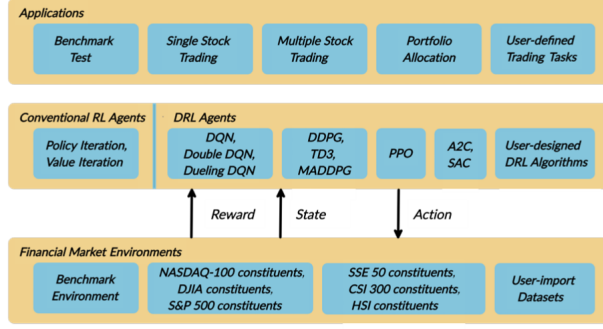 Applications
Benchmark
Test
Single Stock
Trading
Multiple Stock
Trading
Portfolio
Allocation
User-defined
Trading Tasks
Conventional RL Agents
DRL Agents
Policy Iteration,
Value Iteration
DQN,
Double DQN,
Dueling DQN
DDPG,
TD3,
MADDPG
PPO
A2C,
SAC
User-designed
DRL Algorithms
Reward
State
Action
Financial Market Environments
Benchmark
Environment
NASDAQ-100 constituents,
DJIA constituents,
S&P 500 constituents
SSE 50 constituents,
CSI 300 constituents,
HSI constituents
User-import
Datasets